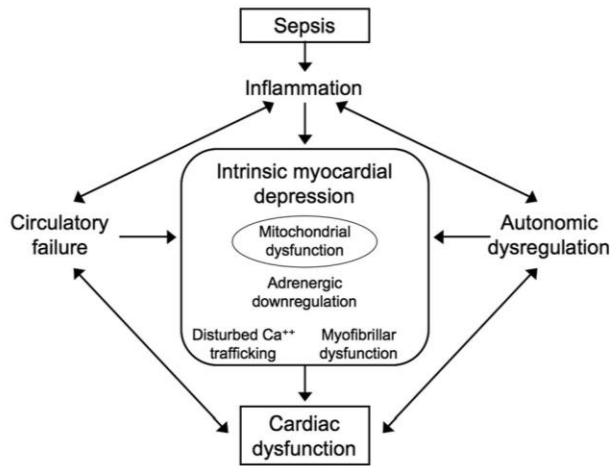 Sepsis
Inflammation
Intrinsic myocardial
depression
Circulatory
failure
Mitochondrial
dysfunction
Autonomic
dysregulation
Adrenergic
downregulation
Disturbed Ca⁺⁺
trafficking
Myofibrillar
dysfunction
Cardiac
dysfunction